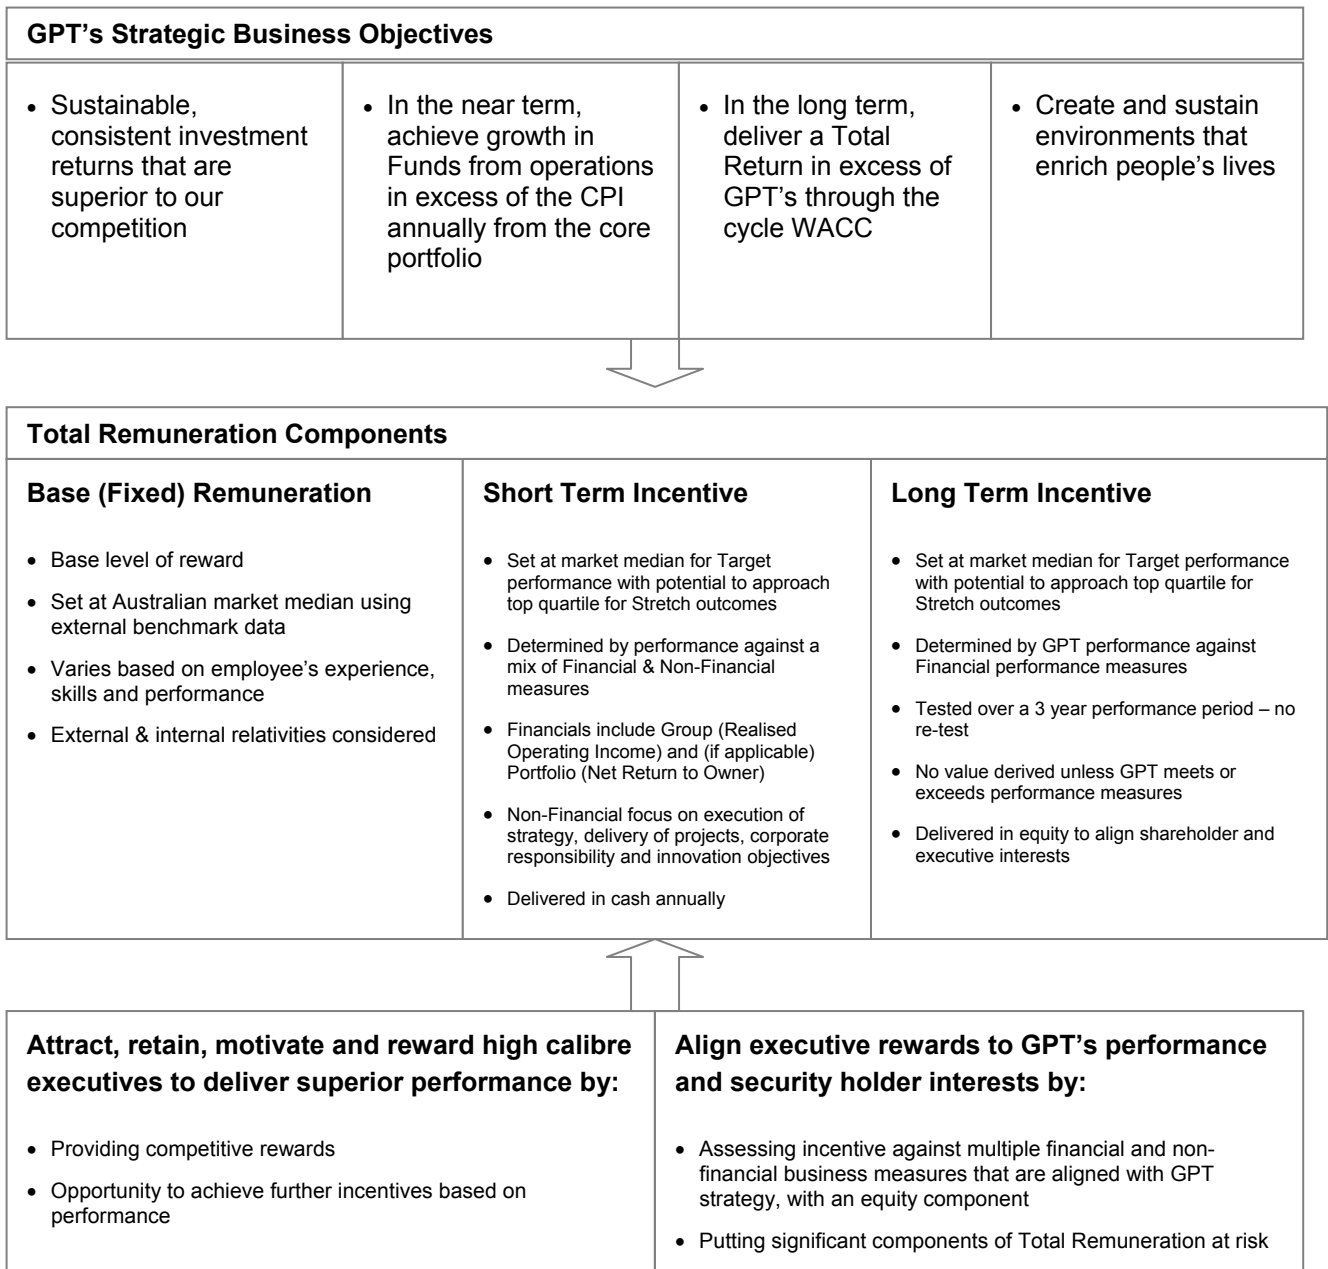 GPT's Strategic Business Objectives
• Sustainable,
consistent investment
returns that are
superior to our
competition
• In the near term,
achieve growth in
Funds from operations
in excess of the CPI
annually from the core
portfolio
• In the long term,
deliver a Total
Return in excess of
GPT's through the
cycle WACC
• Create and sustain
environments that
enrich people's lives
Total Remuneration Components
Base (Fixed) Remuneration
• Base level of reward
• Set at Australian market median using
external benchmark data
• Varies based on employee's experience,
skills and performance
• External & internal relativities considered
Short Term Incentive
• Set at market median for Target
performance with potential to approach
top quartile for Stretch outcomes
• Determined by performance against a
mix of Financial & Non-Financial
measures
• Financials include Group (Realised
Operating Income) and (if applicable)
Portfolio (Net Return to Owner)
• Non-Financial focus on execution of
strategy, delivery of projects, corporate
responsibility and innovation objectives
• Delivered in cash annually
Long Term Incentive
• Set at market median for Target performance
with potential to approach top quartile for
Stretch outcomes
• Determined by GPT performance against
Financial performance measures
• Tested over a 3 year performance period – no
re-test
• No value derived unless GPT meets or
exceeds performance measures
• Delivered in equity to align shareholder and
executive interests
Attract, retain, motivate and reward high calibre
executives to deliver superior performance by:
• Providing competitive rewards
• Opportunity to achieve further incentives based on
performance
Align executive rewards to GPT's performance
and security holder interests by:
• Assessing incentive against multiple financial and non-
financial business measures that are aligned with GPT
strategy, with an equity component
• Putting significant components of Total Remuneration at risk